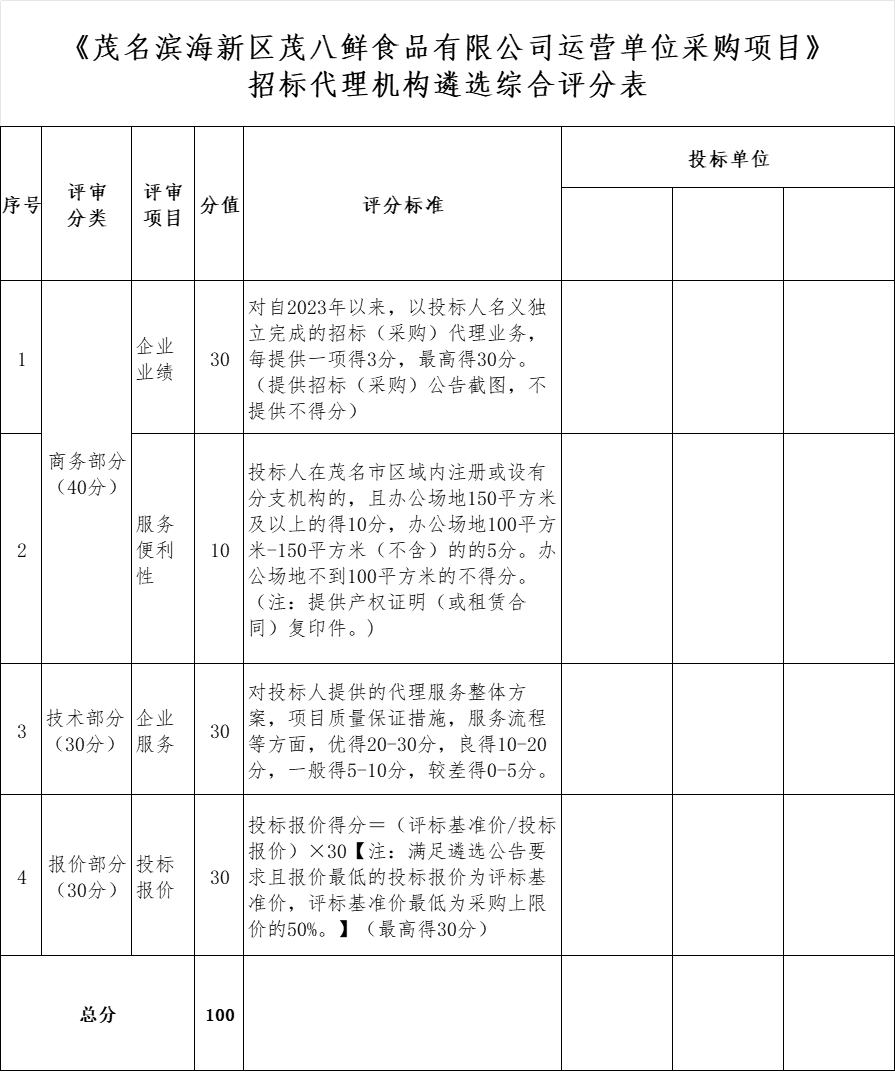 《茂名滨海新区茂八鲜食品有限公司运营单位采购项目》
招标代理机构遴选综合评分表
序号
评审
分类
评审
项目
分值
评分标准
投标单位
1
商务部分
（40分）
企业
业绩
30
对自2023年以来，以投标人名义独
立完成的招标（采购）代理业务，
每提供一项得3分，最高得30分。
（提供招标（采购）公告截图，不
提供不得分）
2
服务
便利
性
10
投标人在茂名市区域内注册或设有
分支机构的，且办公场地150平方米
及以上的得10分，办公场地100平方
米-150平方米（不含）的的5分。办
公场地不到100平方米的不得分。
（注：提供产权证明（或租赁合
同）复印件。)
3
技术部分
（30分）
企业
服务
30
对投标人提供的代理服务整体方
案，项目质量保证措施，服务流程
等方面，优得20-30分，良得10-20
分，一般得5-10分，较差得0-5分。
4
报价部分
（30分）
投标
报价
30
投标报价得分＝（评标基准价/投标
报价）×30【注：满足遴选公告要
求且报价最低的投标报价为评标基
准价，评标基准价最低为采购上限
价的50%。】（最高得30分）
总分
100